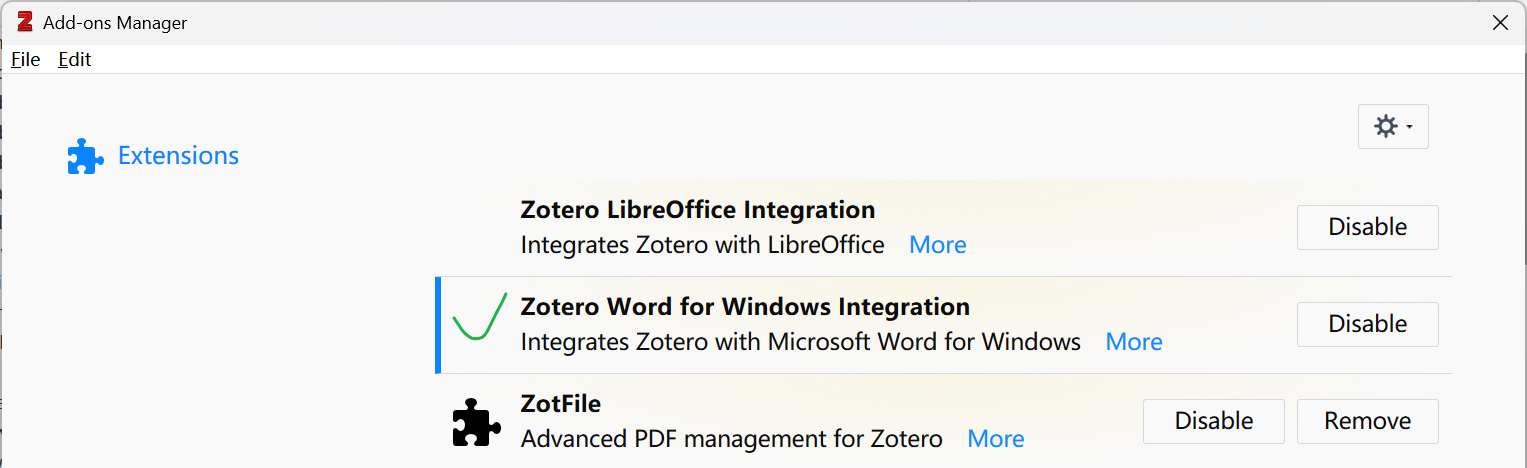 Add-ons Manager
File Edit
Extensions
Zotero LibreOffice Integration
Integrates Zotero with LibreOffice More
Disable
Zotero Word for Windows Integration
Integrates Zotero with Microsoft Word for Windows More
Disable
ZotFile
Advanced PDF management for Zotero More
Disable Remove